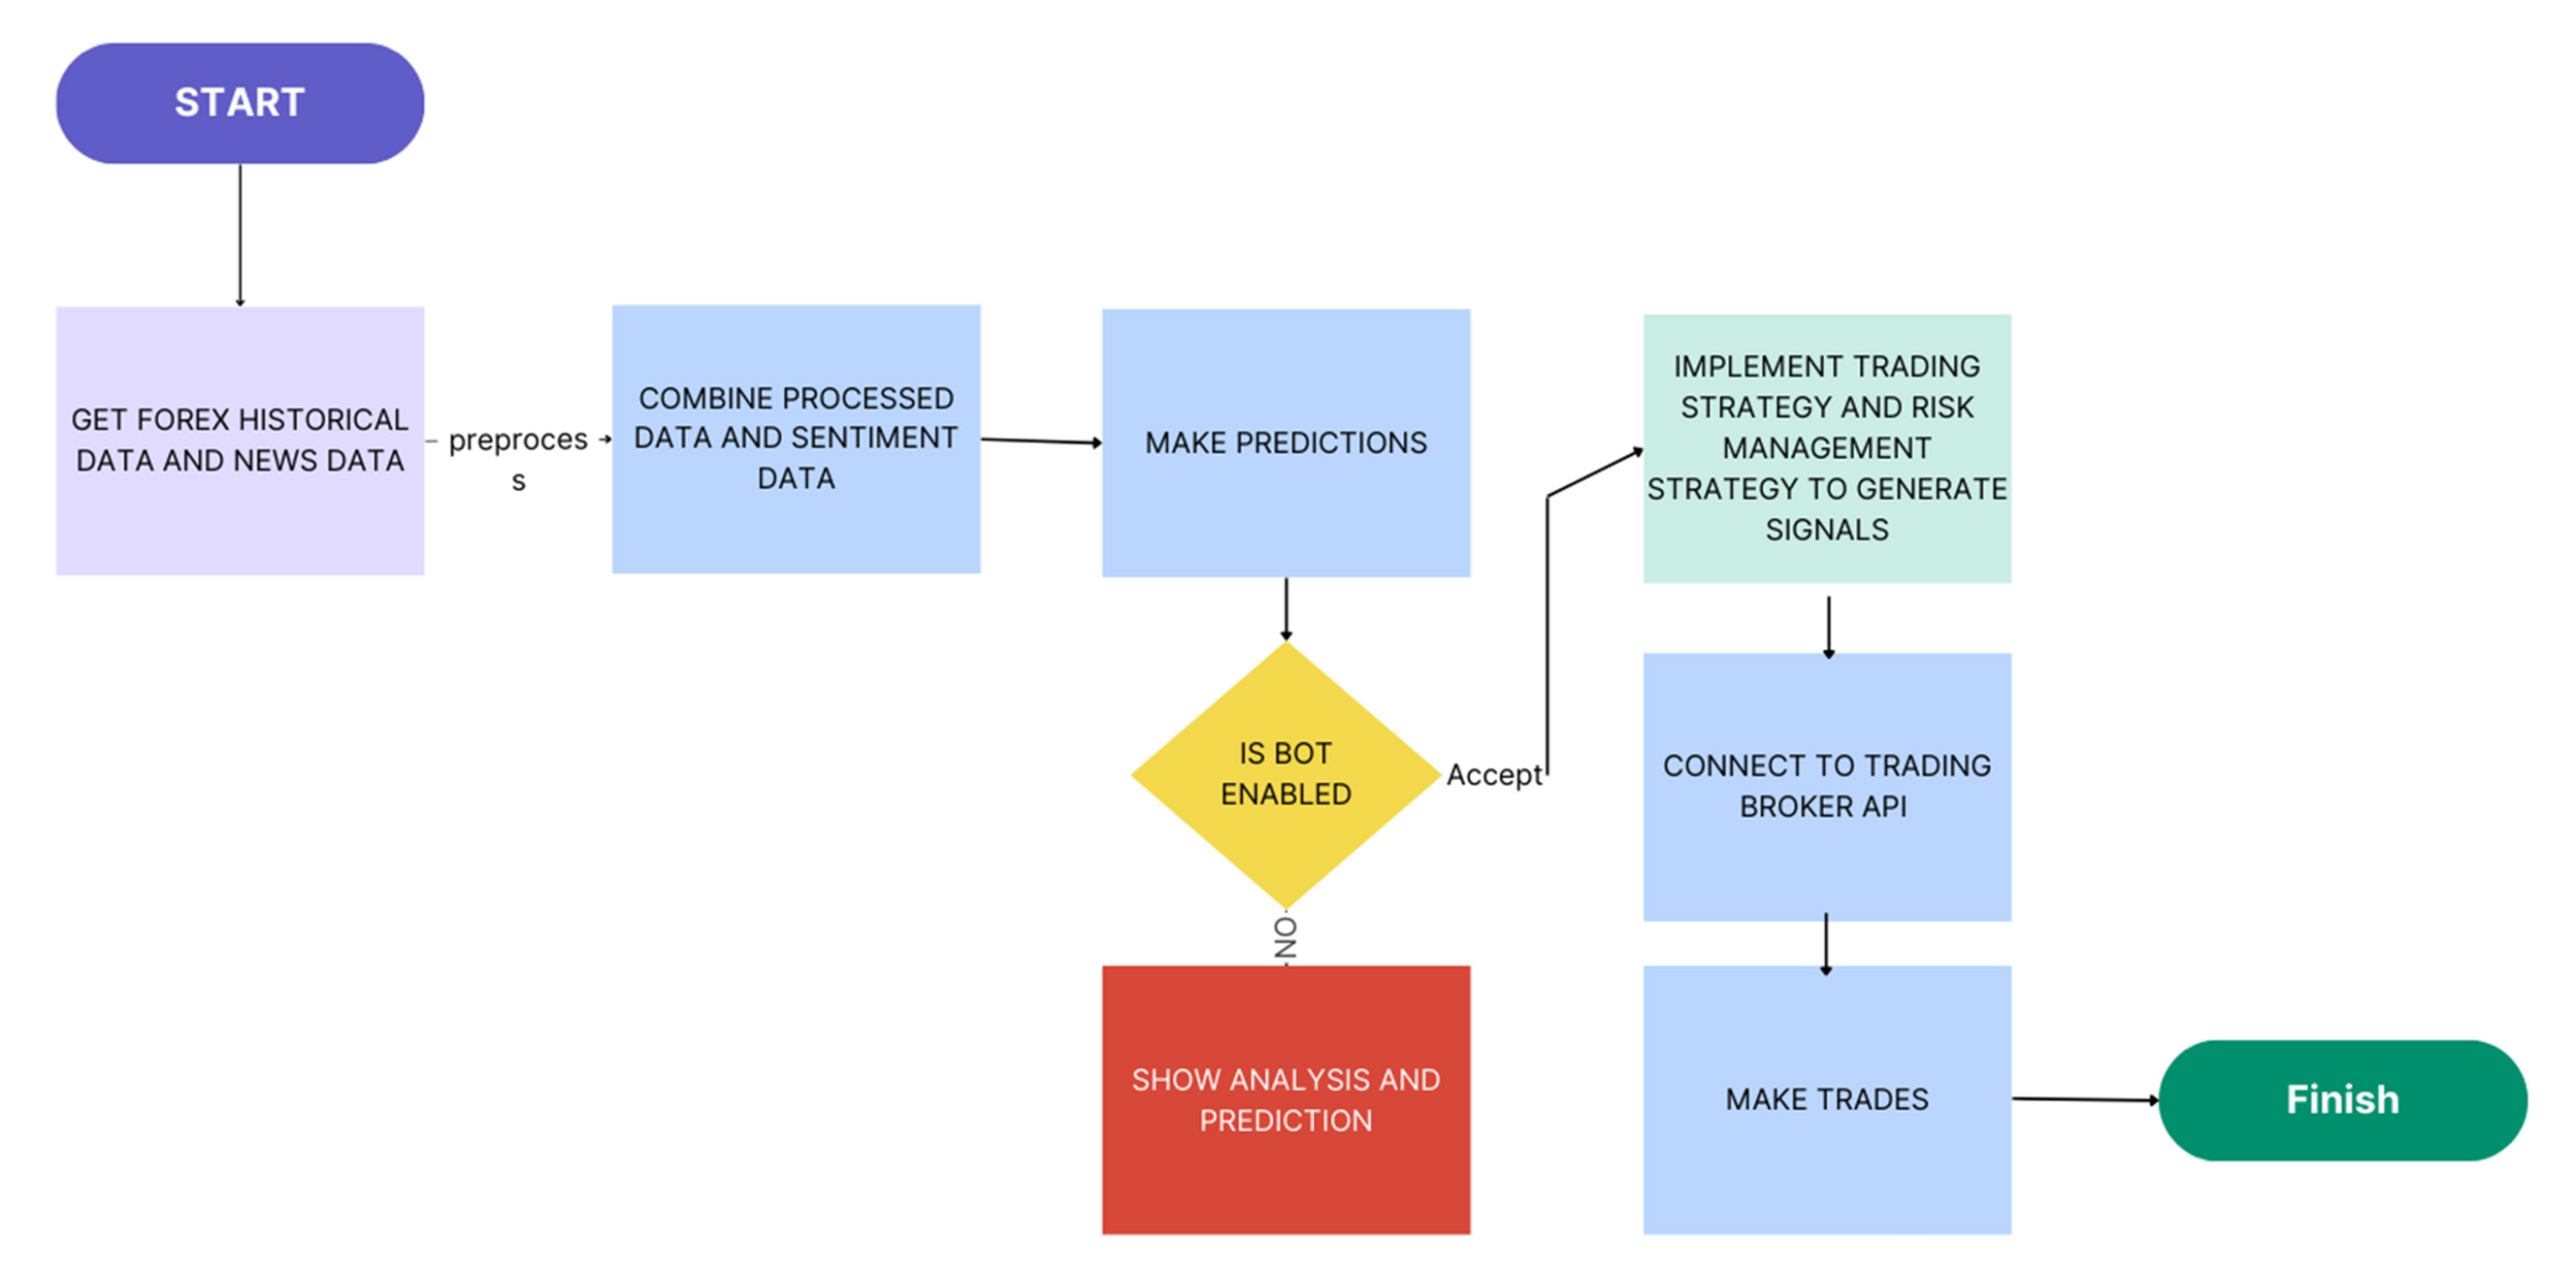 START
GET FOREX HISTORICAL
DATA AND NEWS DATA
preproces
s
COMBINE PROCESSED
DATA AND SENTIMENT
DATA
MAKE PREDICTIONS
IS BOT
ENABLED
Accept
NO
SHOW ANALYSIS AND
PREDICTION
IMPLEMENT TRADING
STRATEGY AND RISK
MANAGEMENT
STRATEGY TO GENERATE
SIGNALS
CONNECT TO TRADING
BROKER API
MAKE TRADES
Finish